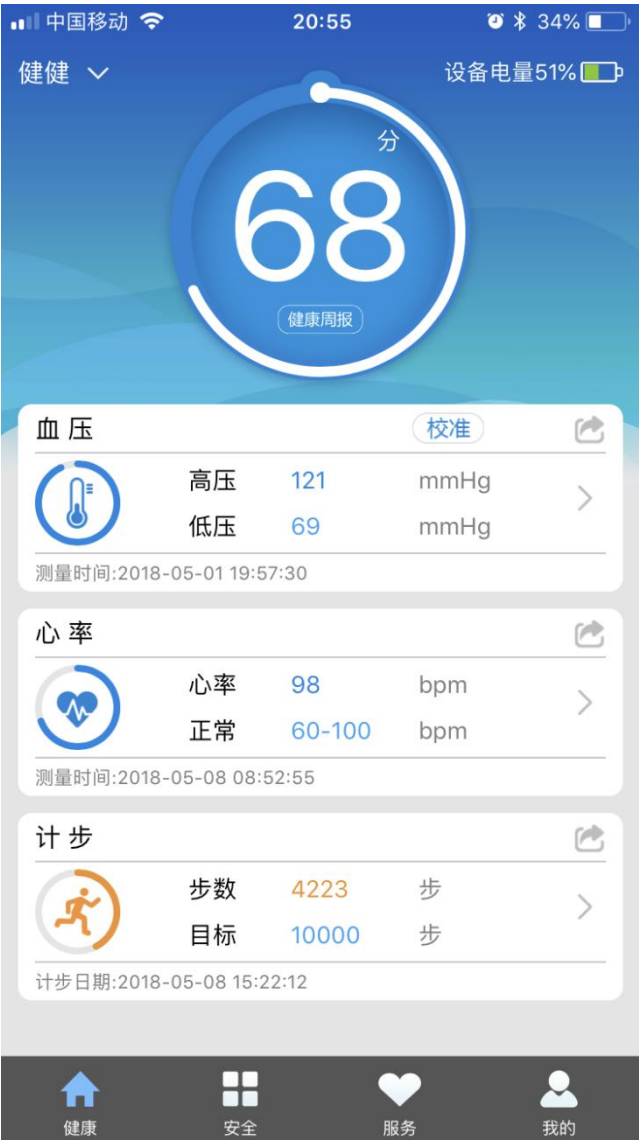 中国移动 20:55 34%
健健 设备电量51%
分
68
健康周报
血压 校准
高压 121 mmHg
低压 69 mmHg
测量时间:2018-05-01 19:57:30
心率
心率 98 bpm
正常 60-100 bpm
测量时间:2018-05-08 08:52:55
计步
步数 4223 步
目标 10000 步
计步日期:2018-05-08 15:22:12
健康 安全 服务 我的